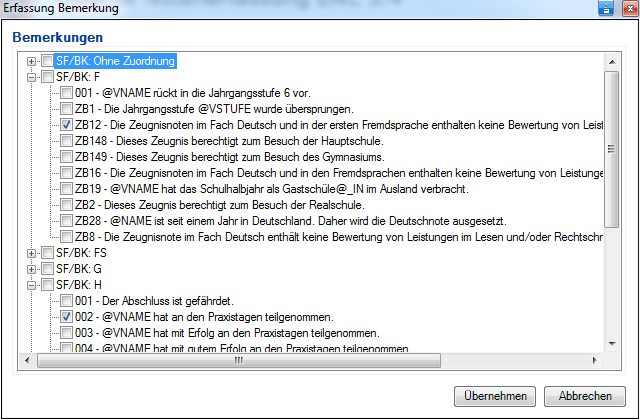 Erfassung Bemerkung
Bemerkungen
SF/BK: Ohne Zuordnung
SF/BK: F
001 - @VNAME rückt in die Jahrgangsstufe 6 vor.
ZB1 - Die Jahrgangsstufe @VSTUFE wurde übersprungen.
ZB12 - Die Zeugnisnoten im Fach Deutsch und in der ersten Fremdsprache enthalten keine Bewertung von Leist
ZB148 - Dieses Zeugnis berechtigt zum Besuch der Hauptschule.
ZB149 - Dieses Zeugnis berechtigt zum Besuch des Gymnasiums.
ZB16 - Die Zeugnisnoten im Fach Deutsch und in den Fremdsprachen enthalten keine Bewertung von Leistunge
ZB19 - @VNAME hat das Schulhalbjahr als Gastschüle@_IN im Ausland verbracht.
ZB2 - Dieses Zeugnis berechtigt zum Besuch der Realschule.
ZB28 - @NAME ist seit einem Jahr in Deutschland. Daher wird die Deutschnote ausgesetzt.
ZB8 - Die Zeugnisnote im Fach Deutsch enthält keine Bewertung von Leistungen im Lesen und/oder Rechtschr
SF/BK: FS
SF/BK: G
SF/BK: H
001 - Der Abschluss ist gefährdet.
002 - @VNAME hat an den Praxistagen teilgenommen.
003 - @VNAME hat mit Erfolg an den Praxistagen teilgenommen.
004 - @VNAME hat mit gutem Erfolg an den Praxistagen teilgenommen
Übernehmen
Abbrechen